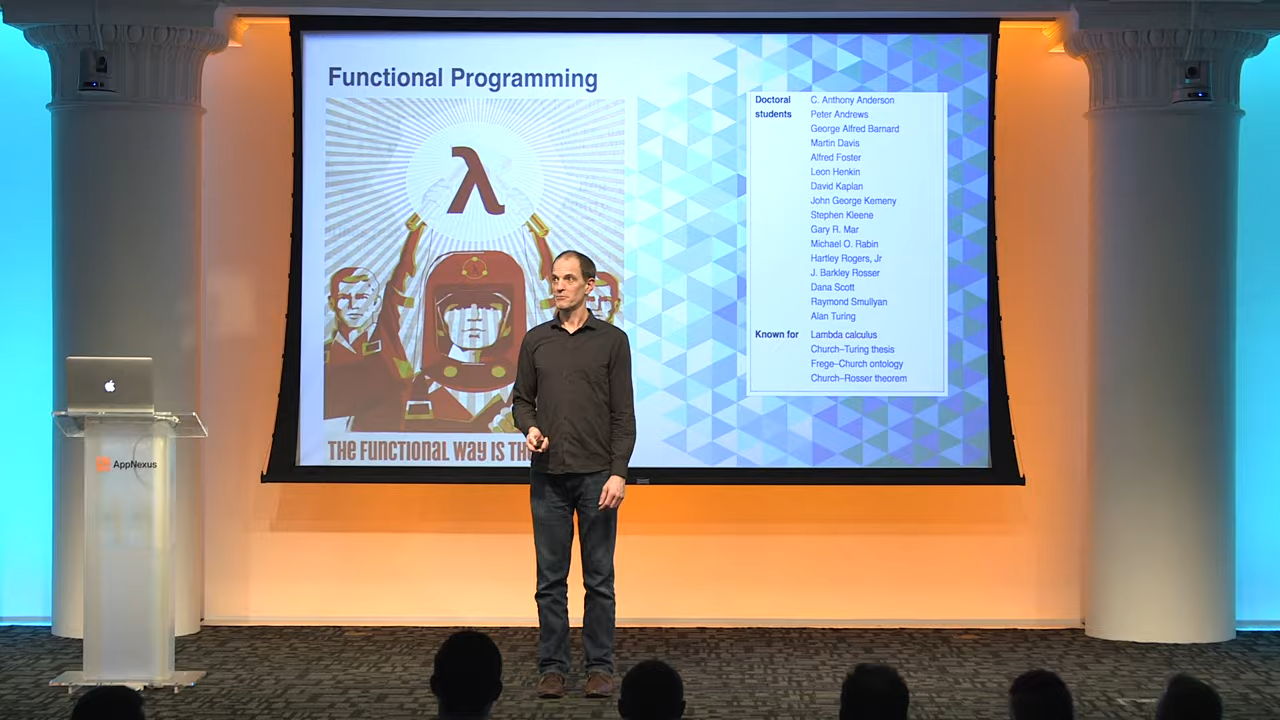 Functional Programming
λ
THE FUNCTIONAL WAY IS TH
Doctoral students
C. Anthony Anderson
Peter Andrews
George Alfred Barnard
Martin Davis
Alfred Foster
Leon Henkin
David Kaplan
John George Kemeny
Stephen Kleene
Gary R. Mar
Michael O. Rabin
Hartley Rogers, Jr
J. Barkley Rosser
Dana Scott
Raymond Smullyan
Alan Turing
Known for
Lambda calculus
Church–Turing thesis
Frege–Church ontology
Church–Rosser theorem
AppNexus